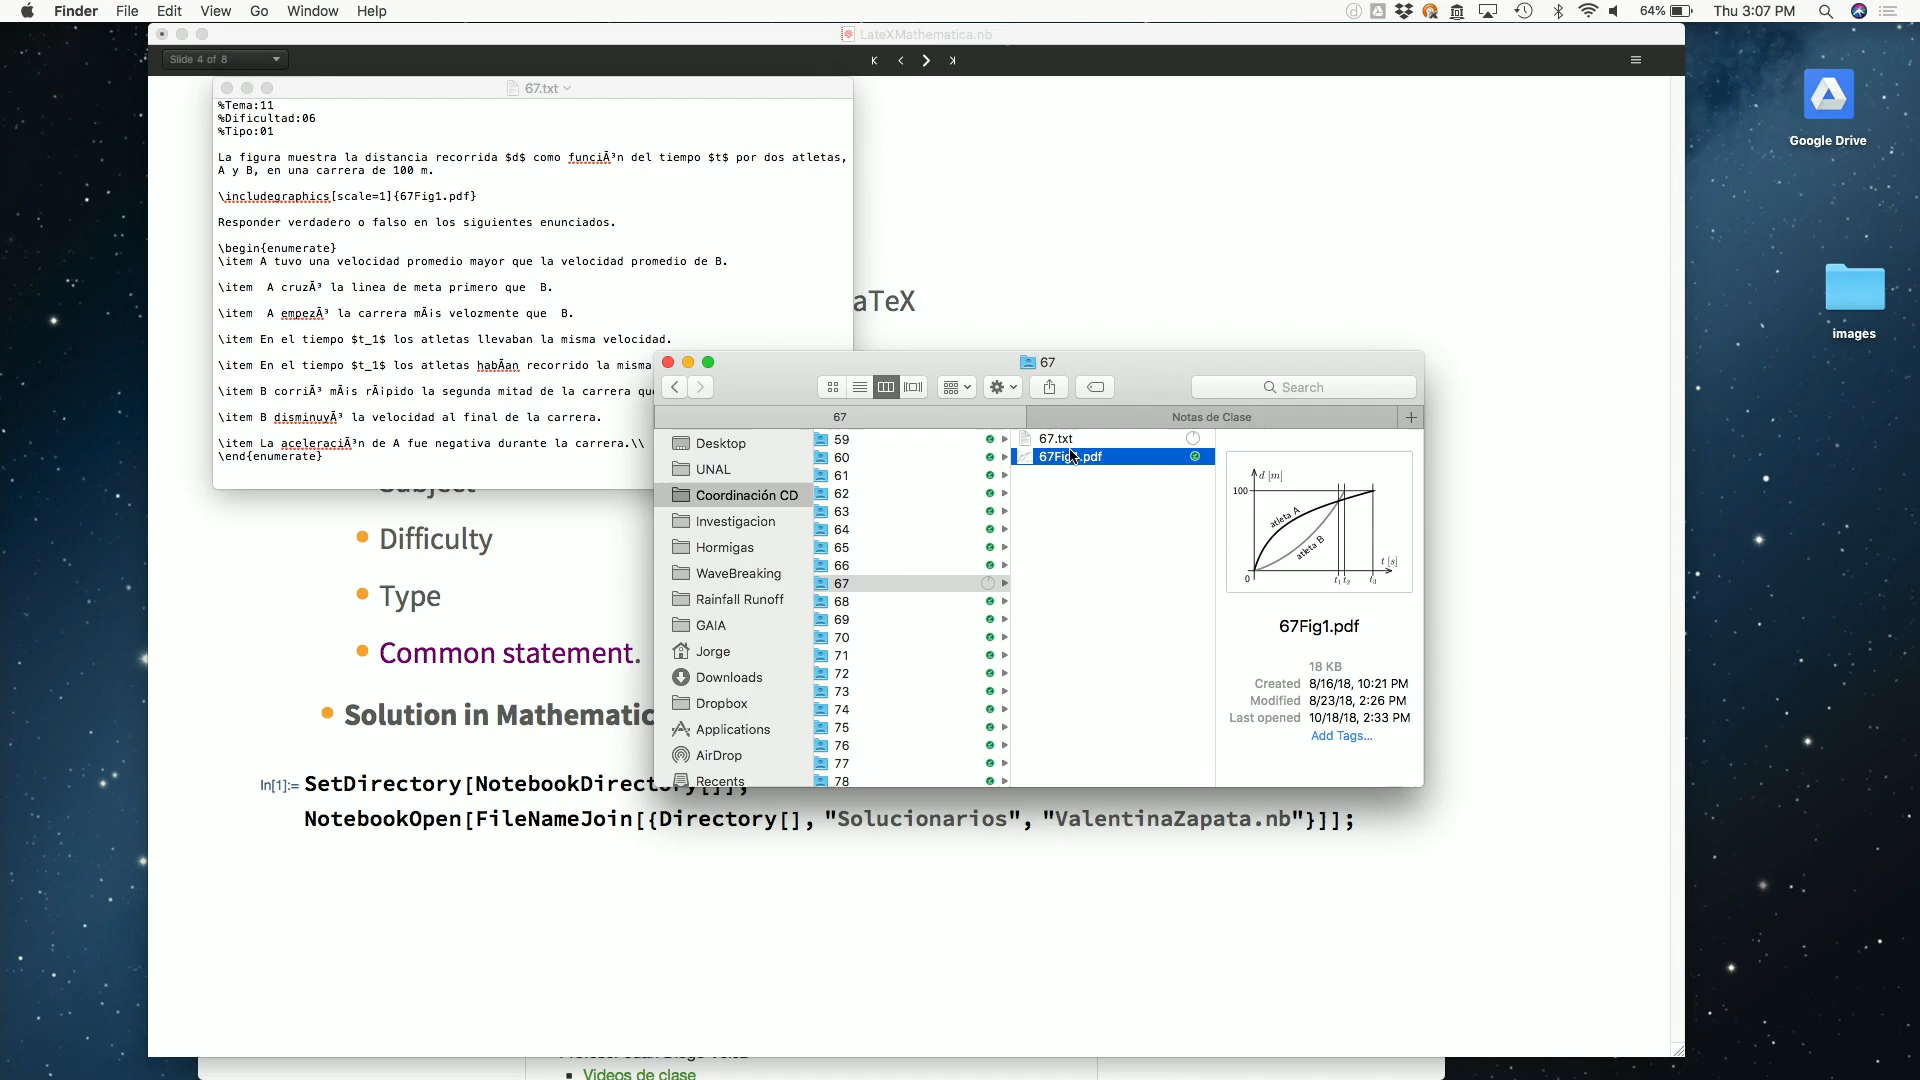 Finder File Edit View Go Window Help
64% Thu 3:07 PM
LateXMathematica.nb
Slide 4 of 8
67.txt
%Tema:11
%Dificultad:06
%Tipo:01
La figura muestra la distancia recorrida $d$ como funciÃ³n del tiempo $t$ por dos atletas,
A y B, en una carrera de 100 m.
\includegraphics[scale=1]{67Fig1.pdf}
Responder verdadero o falso en los siguientes enunciados.
\begin{enumerate}
\item A tuvo una velocidad promedio mayor que la velocidad promedio de B.
\item A cruzÃ³ la linea de meta primero que B.
\item A empezÃ³ la carrera mÃ¡s velozmente que B.
\item En el tiempo $t_1$ los atletas llevaban la misma velocidad.
\item En el tiempo $t_1$ los atletas habÃ­an recorrido la misma
\item B corriÃ³ mÃ¡s rÃ¡pido la segunda mitad de la carrera
\item B disminuyÃ³ la velocidad al final de la carrera.
\item La aceleraciÃ³n de A fue negativa durante la carrera.\\
\end{enumerate}
aTeX
Subject
Difficulty
Type
Common statement.
Solution in Mathematic
In[1]:= SetDirectory[NotebookDirectory[]];
NotebookOpen[FileNameJoin[{Directory[], "Solucionarios", "ValentinaZapata.nb"}]];
67
Search
67
Notas de Clase
Desktop
UNAL
Coordinación CD
Investigacion
Hormigas
WaveBreaking
Rainfall Runoff
GAIA
Jorge
Downloads
Dropbox
Applications
AirDrop
Recents
59
60
61
62
63
64
65
66
67
68
69
70
71
72
73
74
75
76
77
78
67.txt
67Fig1.pdf
d [m]
100
atleta A
atleta B
t [s]
0
t₁ t₂ t₃
67Fig1.pdf
18 KB
Created 8/16/18, 10:21 PM
Modified 8/23/18, 2:26 PM
Last opened 10/18/18, 2:33 PM
Add Tags...
Google Drive
images
Videos de clase